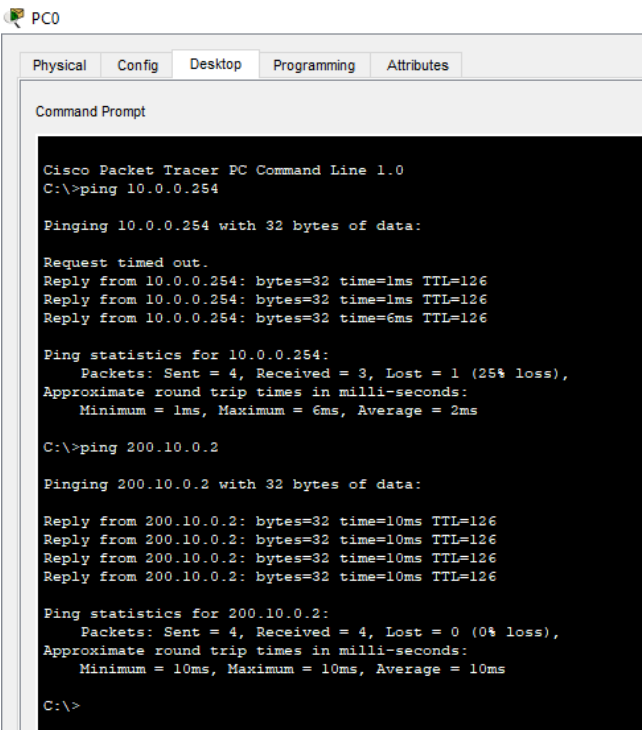 PC0
Physical Config Desktop Programming Attributes
Command Prompt
Cisco Packet Tracer PC Command Line 1.0
C:\>ping 10.0.0.254
Pinging 10.0.0.254 with 32 bytes of data:
Request timed out.
Reply from 10.0.0.254: bytes=32 time=1ms TTL=126
Reply from 10.0.0.254: bytes=32 time=1ms TTL=126
Reply from 10.0.0.254: bytes=32 time=6ms TTL=126
Ping statistics for 10.0.0.254:
Packets: Sent = 4, Received = 3, Lost = 1 (25% loss),
Approximate round trip times in milli-seconds:
Minimum = 1ms, Maximum = 6ms, Average = 2ms
C:\>ping 200.10.0.2
Pinging 200.10.0.2 with 32 bytes of data:
Reply from 200.10.0.2: bytes=32 time=10ms TTL=126
Reply from 200.10.0.2: bytes=32 time=10ms TTL=126
Reply from 200.10.0.2: bytes=32 time=10ms TTL=126
Reply from 200.10.0.2: bytes=32 time=10ms TTL=126
Ping statistics for 200.10.0.2:
Packets: Sent = 4, Received = 4, Lost = 0 (0% loss),
Approximate round trip times in milli-seconds:
Minimum = 10ms, Maximum = 10ms, Average = 10ms
C:\>